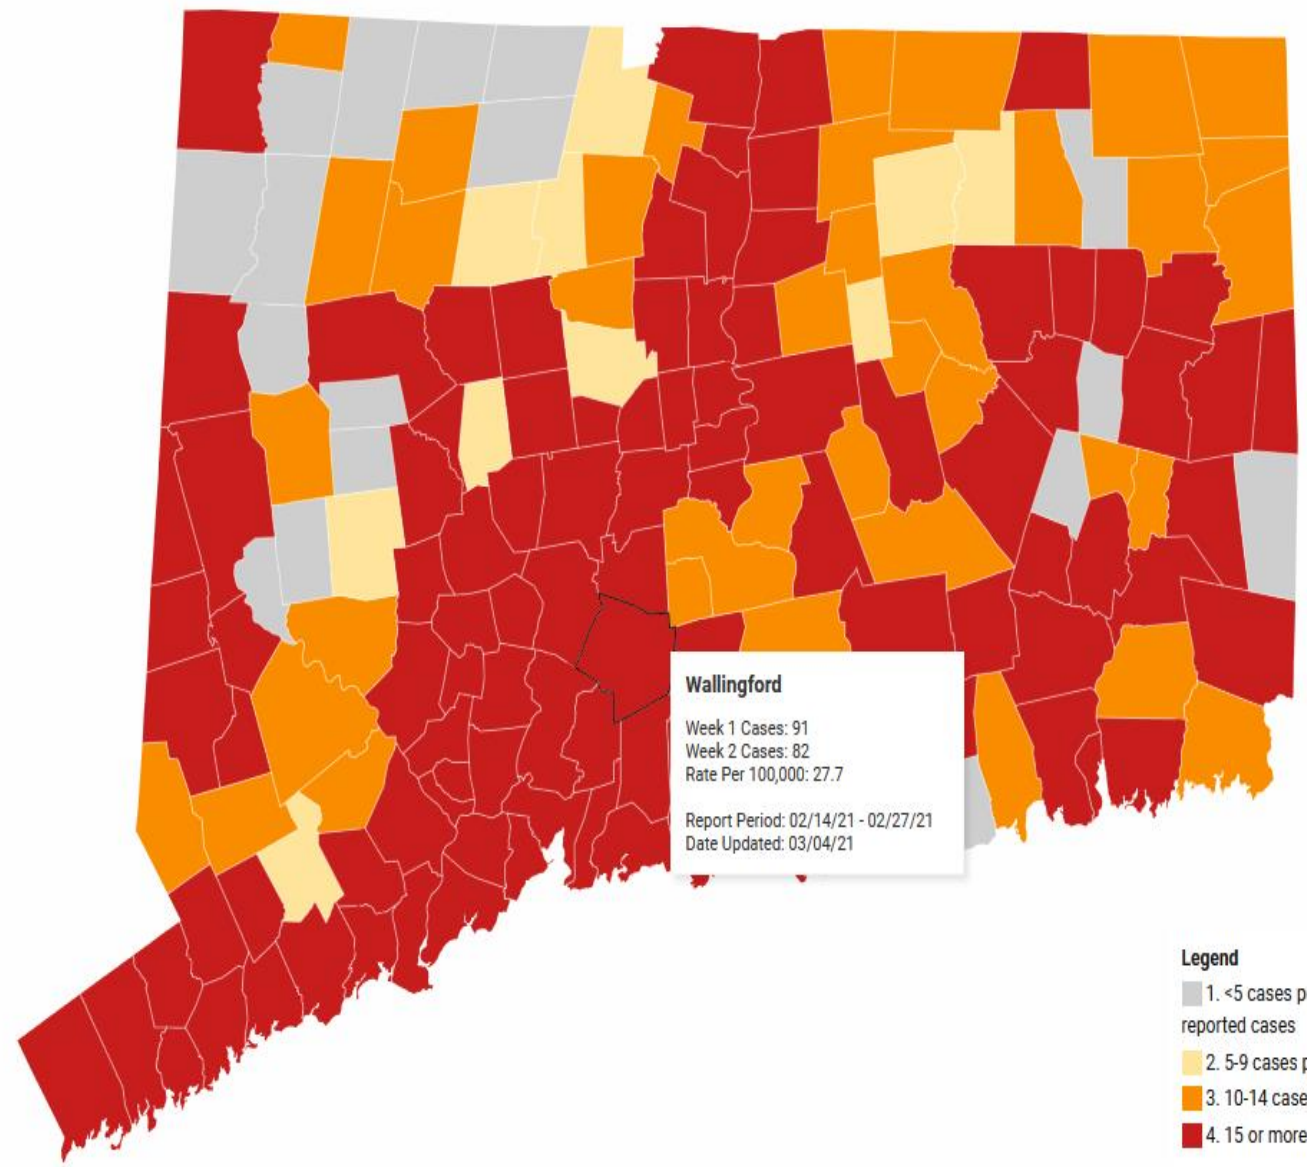 Wallingford
Week 1 Cases: 91
Week 2 Cases: 82
Rate Per 100,000: 27.7
Report Period: 02/14/21 - 02/27/21
Date Updated: 03/04/21
Legend
1. <5 cases p
reported cases
2. 5-9 cases p
3. 10-14 case
4. 15 or more